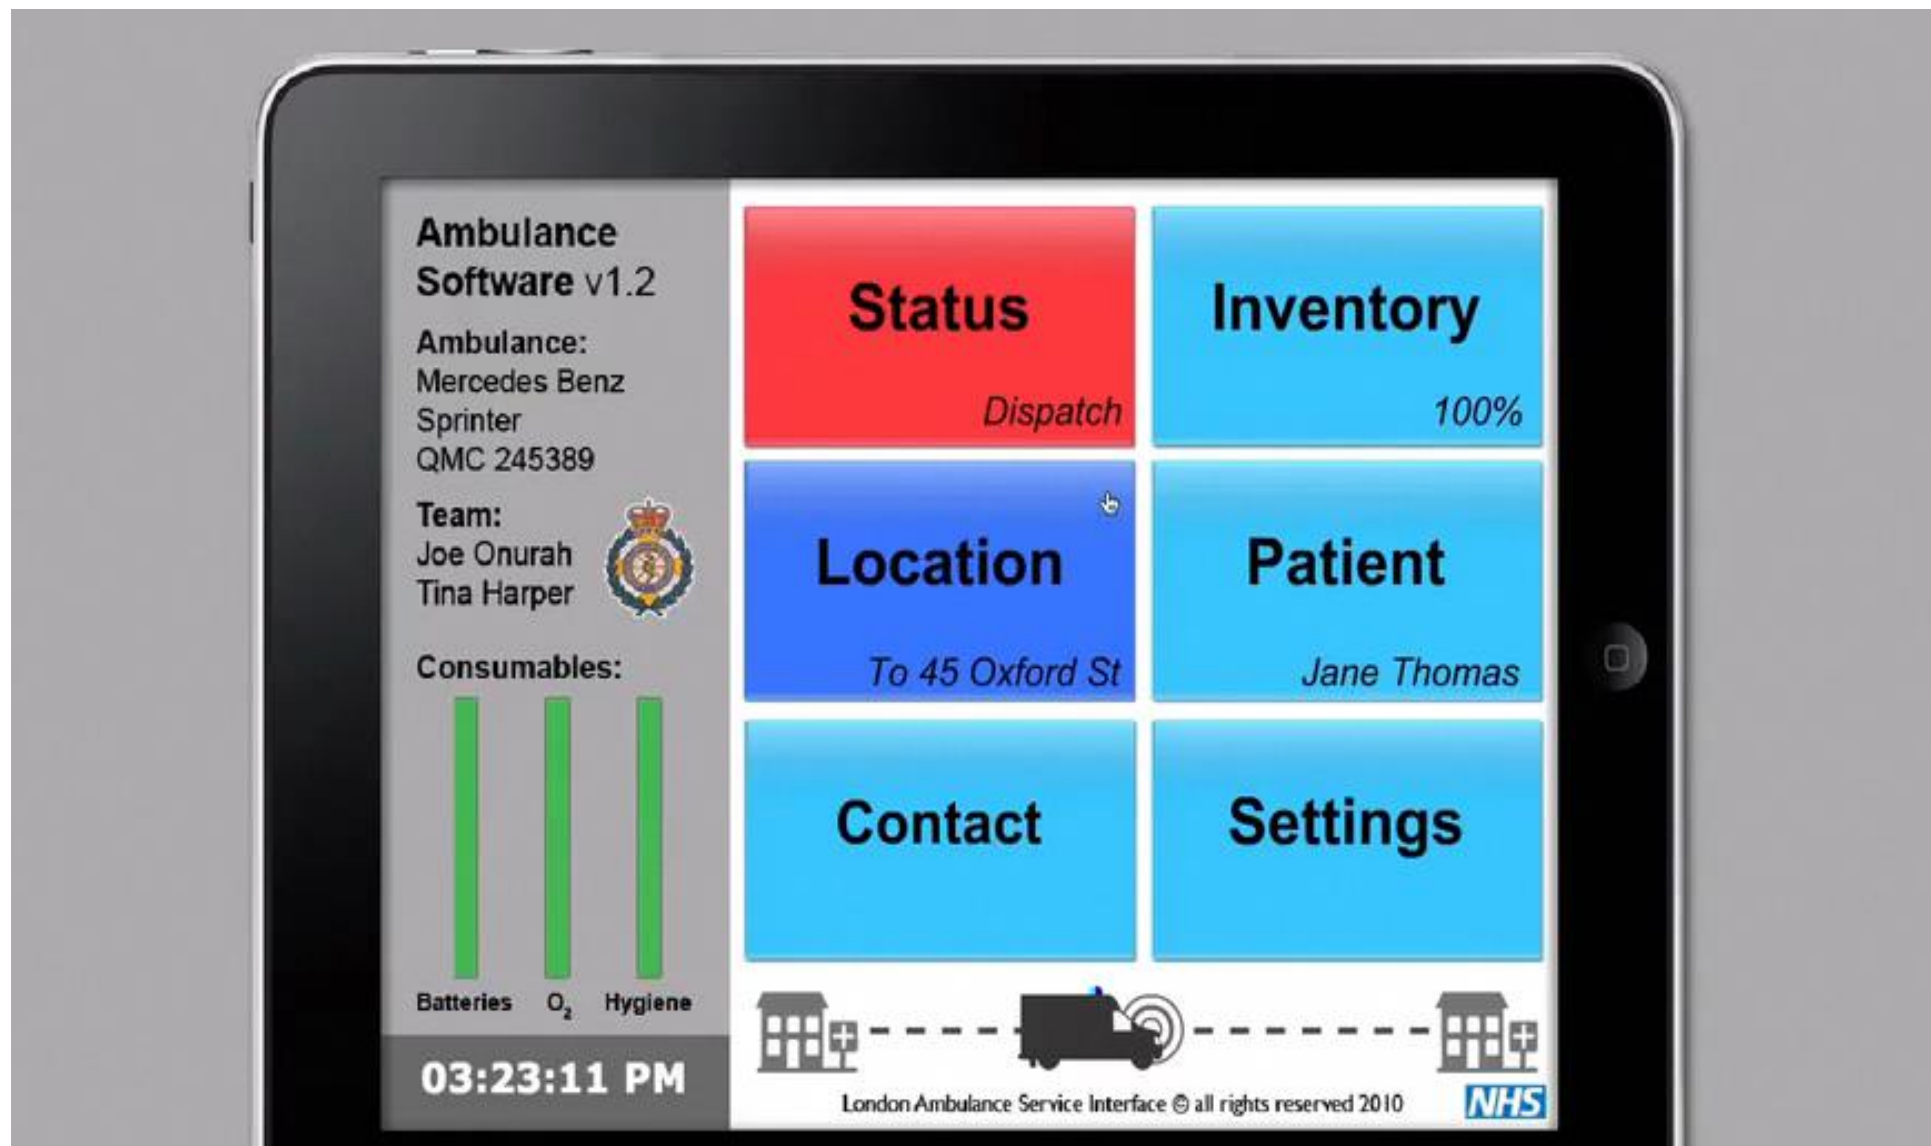 Ambulance
Software v1.2
Ambulance:
Mercedes Benz
Sprinter
QMC 245389
Team:
Joe Onurah
Tina Harper
Consumables:
Batteries O₂ Hygiene
03:23:11 PM
Status
Dispatch
Inventory
100%
Location
To 45 Oxford St
Patient
Jane Thomas
Contact
Settings
London Ambulance Service Interface © all rights reserved 2010
NHS